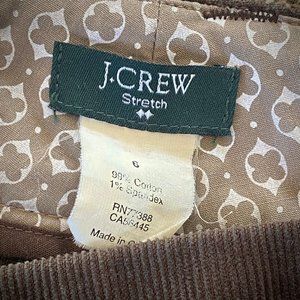 J.CREW
Stretch
6
99% Cotton
1% Spandex
RN77388
CA56445
Made in